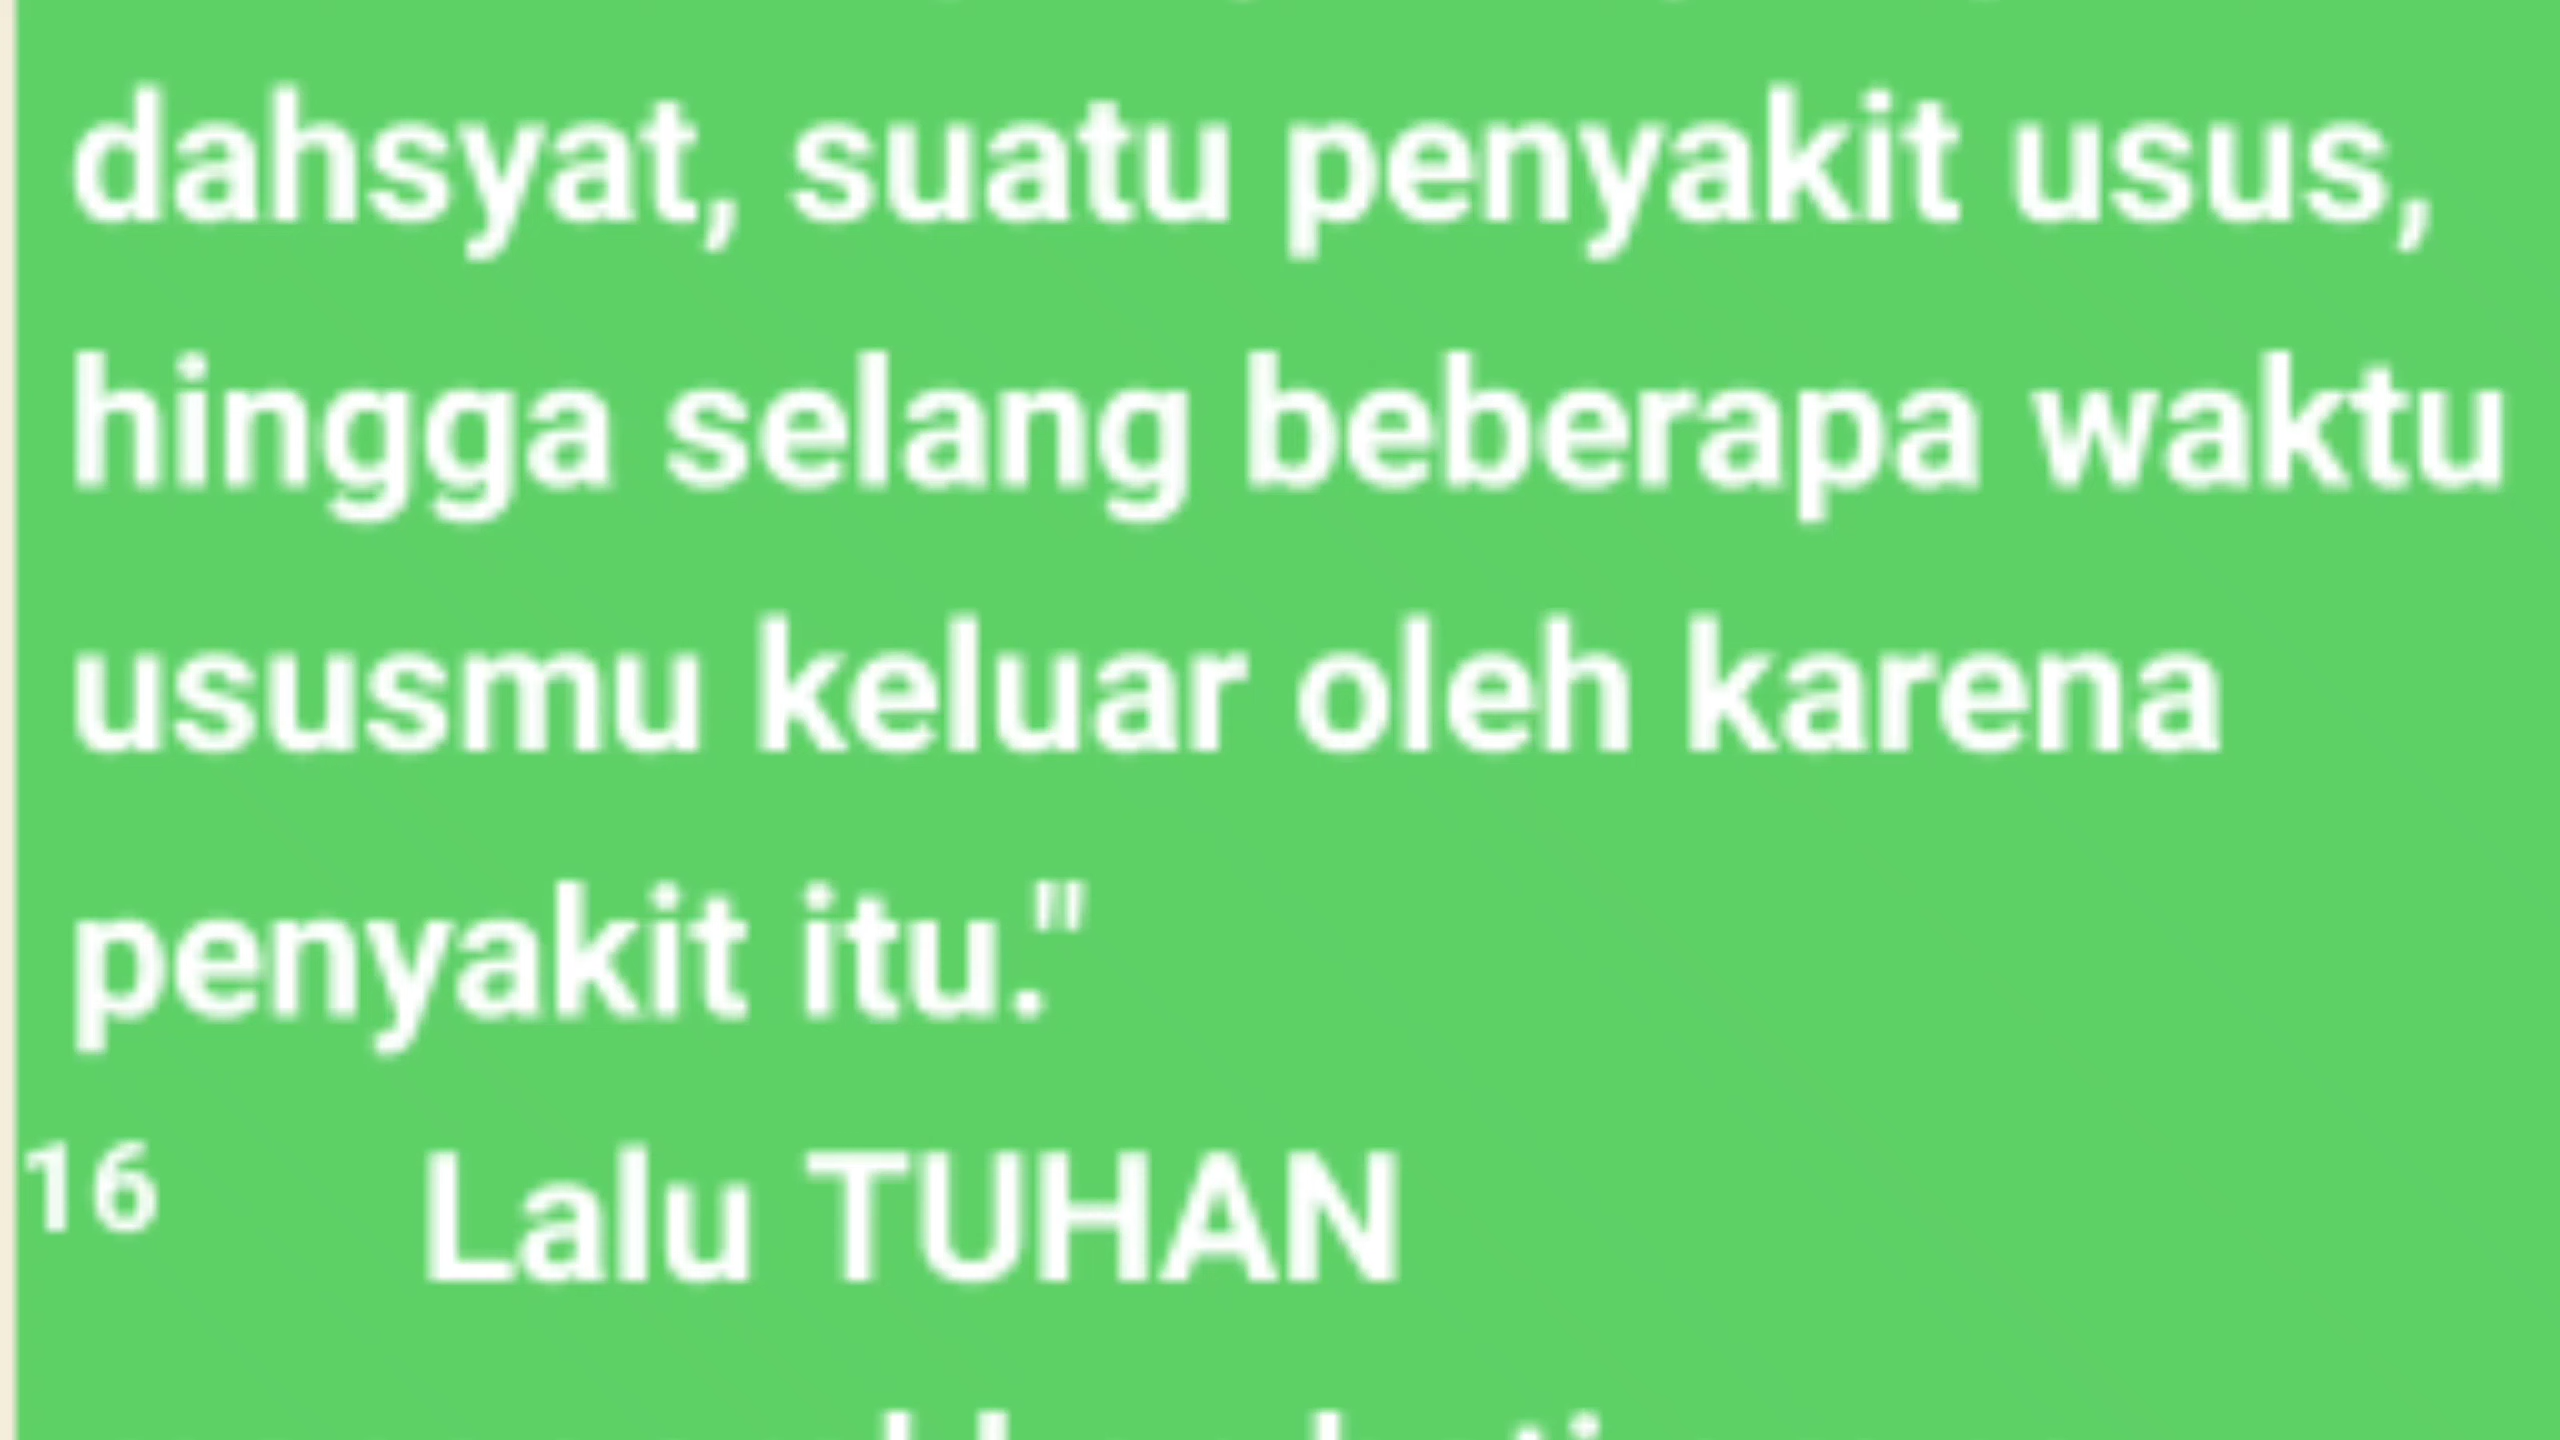 dahsyat, suatu penyakit usus,
hingga selang beberapa waktu
ususmu keluar oleh karena
penyakit itu."
16 Lalu TUHAN